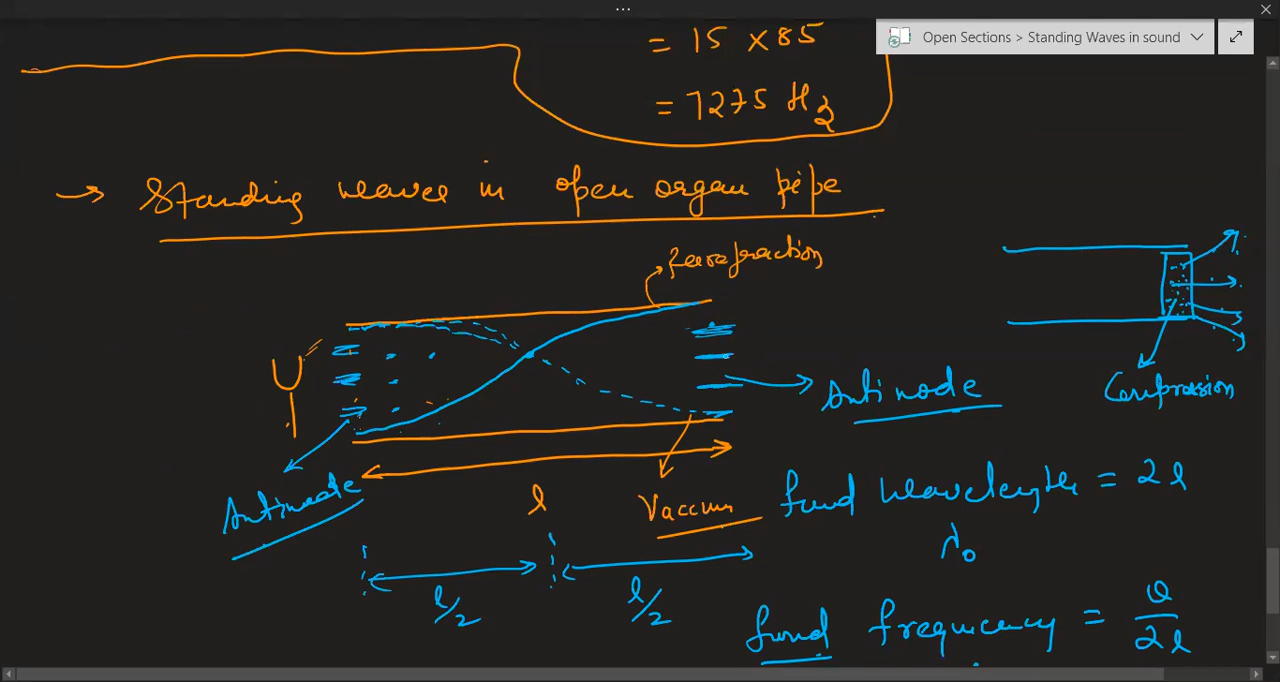 ...
Open Sections > Standing Waves in sound
= 15 x 85
= 1275 Hz
→ Standing waves in open organ pipe
rarefraction
Compression
Antinode
Antinode
l
Vaccum
fund wavelength = 2l
λ₀
l/2
l/2
fund frequency = v/2l